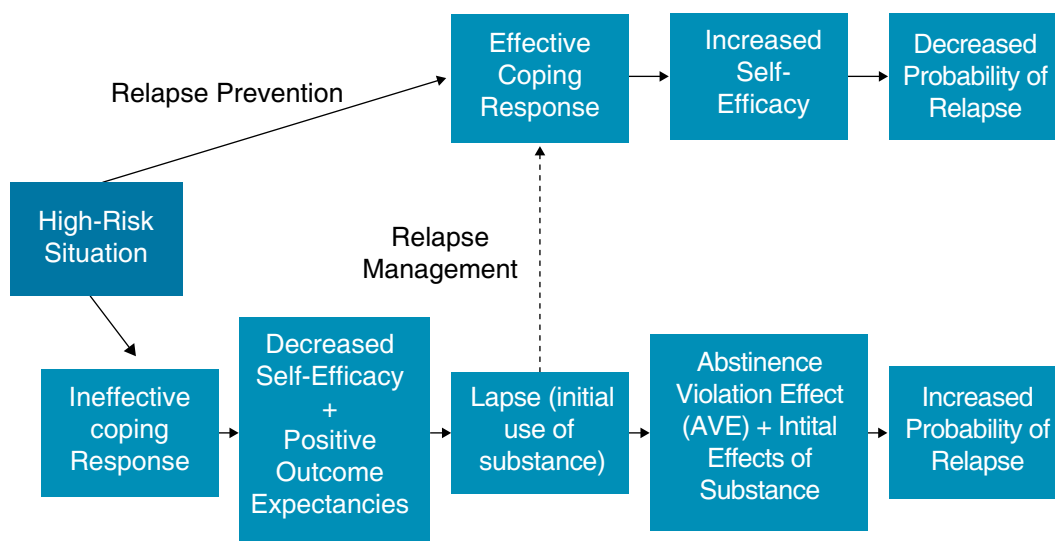 Effective
Coping
Response
Increased
Self-
Efficacy
Decreased
Probability of
Relapse
Relapse Prevention
High-Risk
Situation
Relapse
Management
Ineffective
coping
Response
Decreased
Self-Efficacy
+
Positive
Outcome
Expectancies
Lapse (initial
use of
substance)
Abstinence
Violation Effect
(AVE) + Intital
Effects of
Substance
Increased
Probability of
Relapse